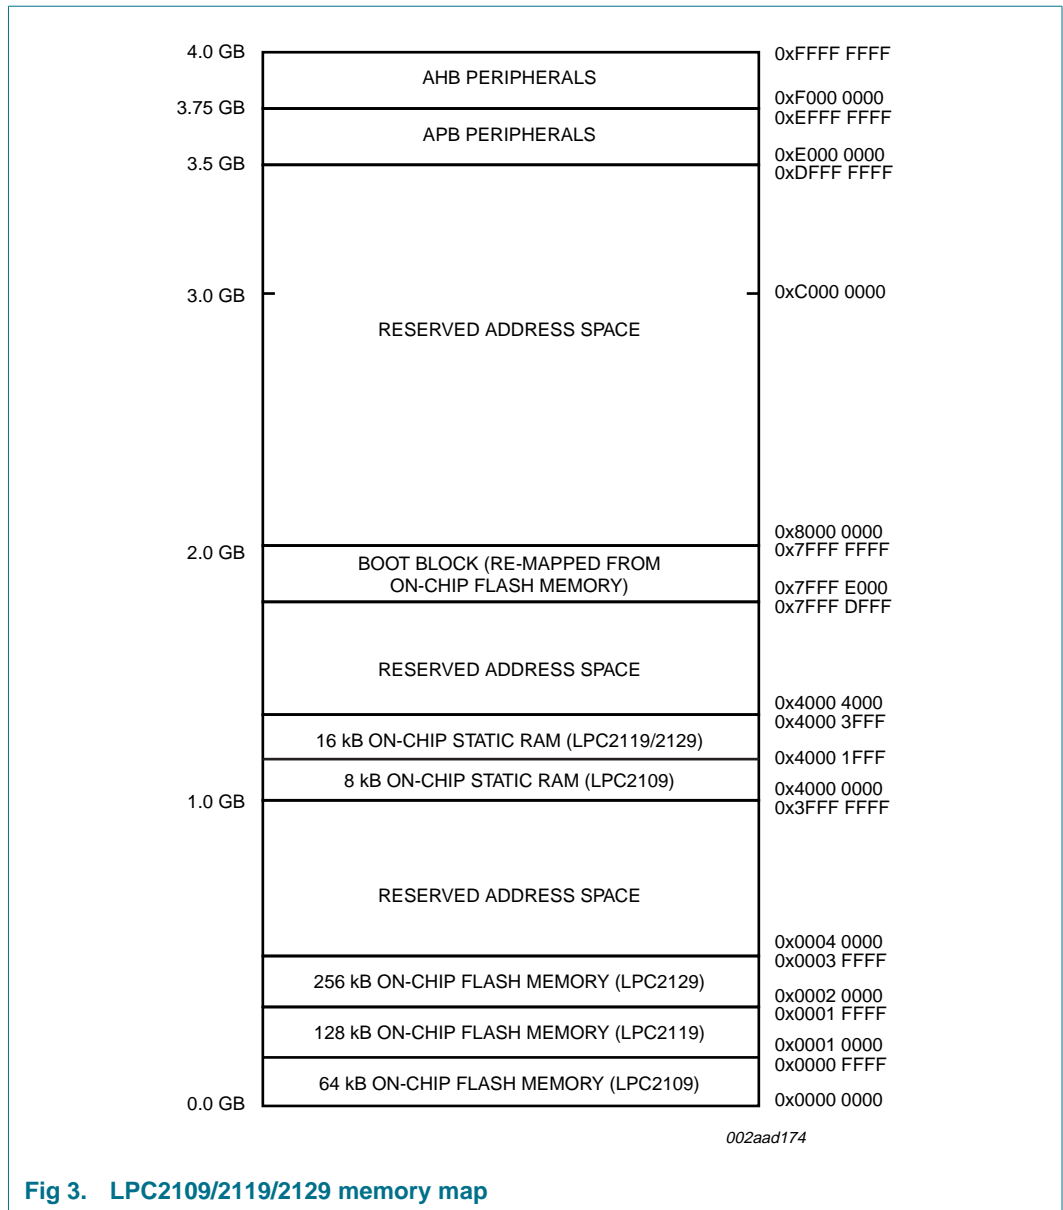 4.0 GB
0xFFFF FFFF
AHB PERIPHERALS
0xF000 0000
3.75 GB
0xEFFF FFFF
APB PERIPHERALS
0xE000 0000
3.5 GB
0xDFFF FFFF
3.0 GB
0xC000 0000
RESERVED ADDRESS SPACE
0x8000 0000
2.0 GB
0x7FFF FFFF
BOOT BLOCK (RE-MAPPED FROM
ON-CHIP FLASH MEMORY)
0x7FFF E000
0x7FFF DFFF
RESERVED ADDRESS SPACE
0x4000 4000
0x4000 3FFF
16 kB ON-CHIP STATIC RAM (LPC2119/2129)
0x4000 1FFF
8 kB ON-CHIP STATIC RAM (LPC2109)
0x4000 0000
1.0 GB
0x3FFF FFFF
RESERVED ADDRESS SPACE
0x0004 0000
0x0003 FFFF
256 kB ON-CHIP FLASH MEMORY (LPC2129)
0x0002 0000
0x0001 FFFF
128 kB ON-CHIP FLASH MEMORY (LPC2119)
0x0001 0000
0x0000 FFFF
64 kB ON-CHIP FLASH MEMORY (LPC2109)
0.0 GB
0x0000 0000
002aad174
Fig 3. LPC2109/2119/2129 memory map